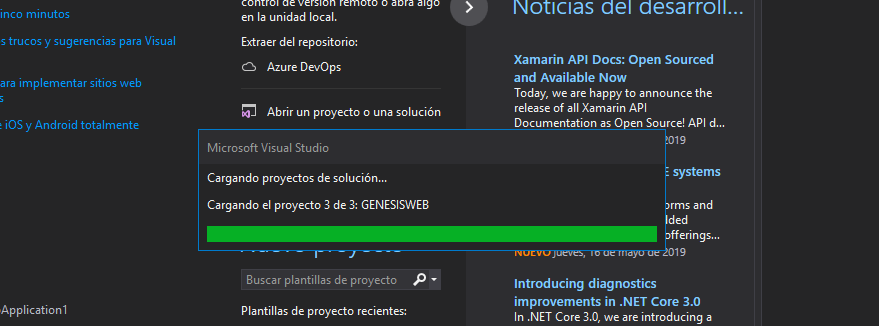 inco minutos
s trucos y sugerencias para Visual
ara implementar sitios web
s
e iOS y Android totalmente
Application1
control de versión remoto o abra algo
en la unidad local.
Extraer del repositorio:
Azure DevOps
Abrir un proyecto o una solución
Microsoft Visual Studio
Cargando proyectos de solución...
Cargando el proyecto 3 de 3: GENESISWEB
Buscar plantillas de proyecto
Plantillas de proyecto recientes:
Noticias del desarroll...
Xamarin API Docs: Open Sourced
and Available Now
Today, we are happy to announce the
release of all Xamarin API
Documentation as Open Source! API d...
2019
E systems
orms and
lded
offerings...
NUEVO jueves, 16 de mayo de 2019
Introducing diagnostics
improvements in .NET Core 3.0
In .NET Core 3.0, we are introducing a